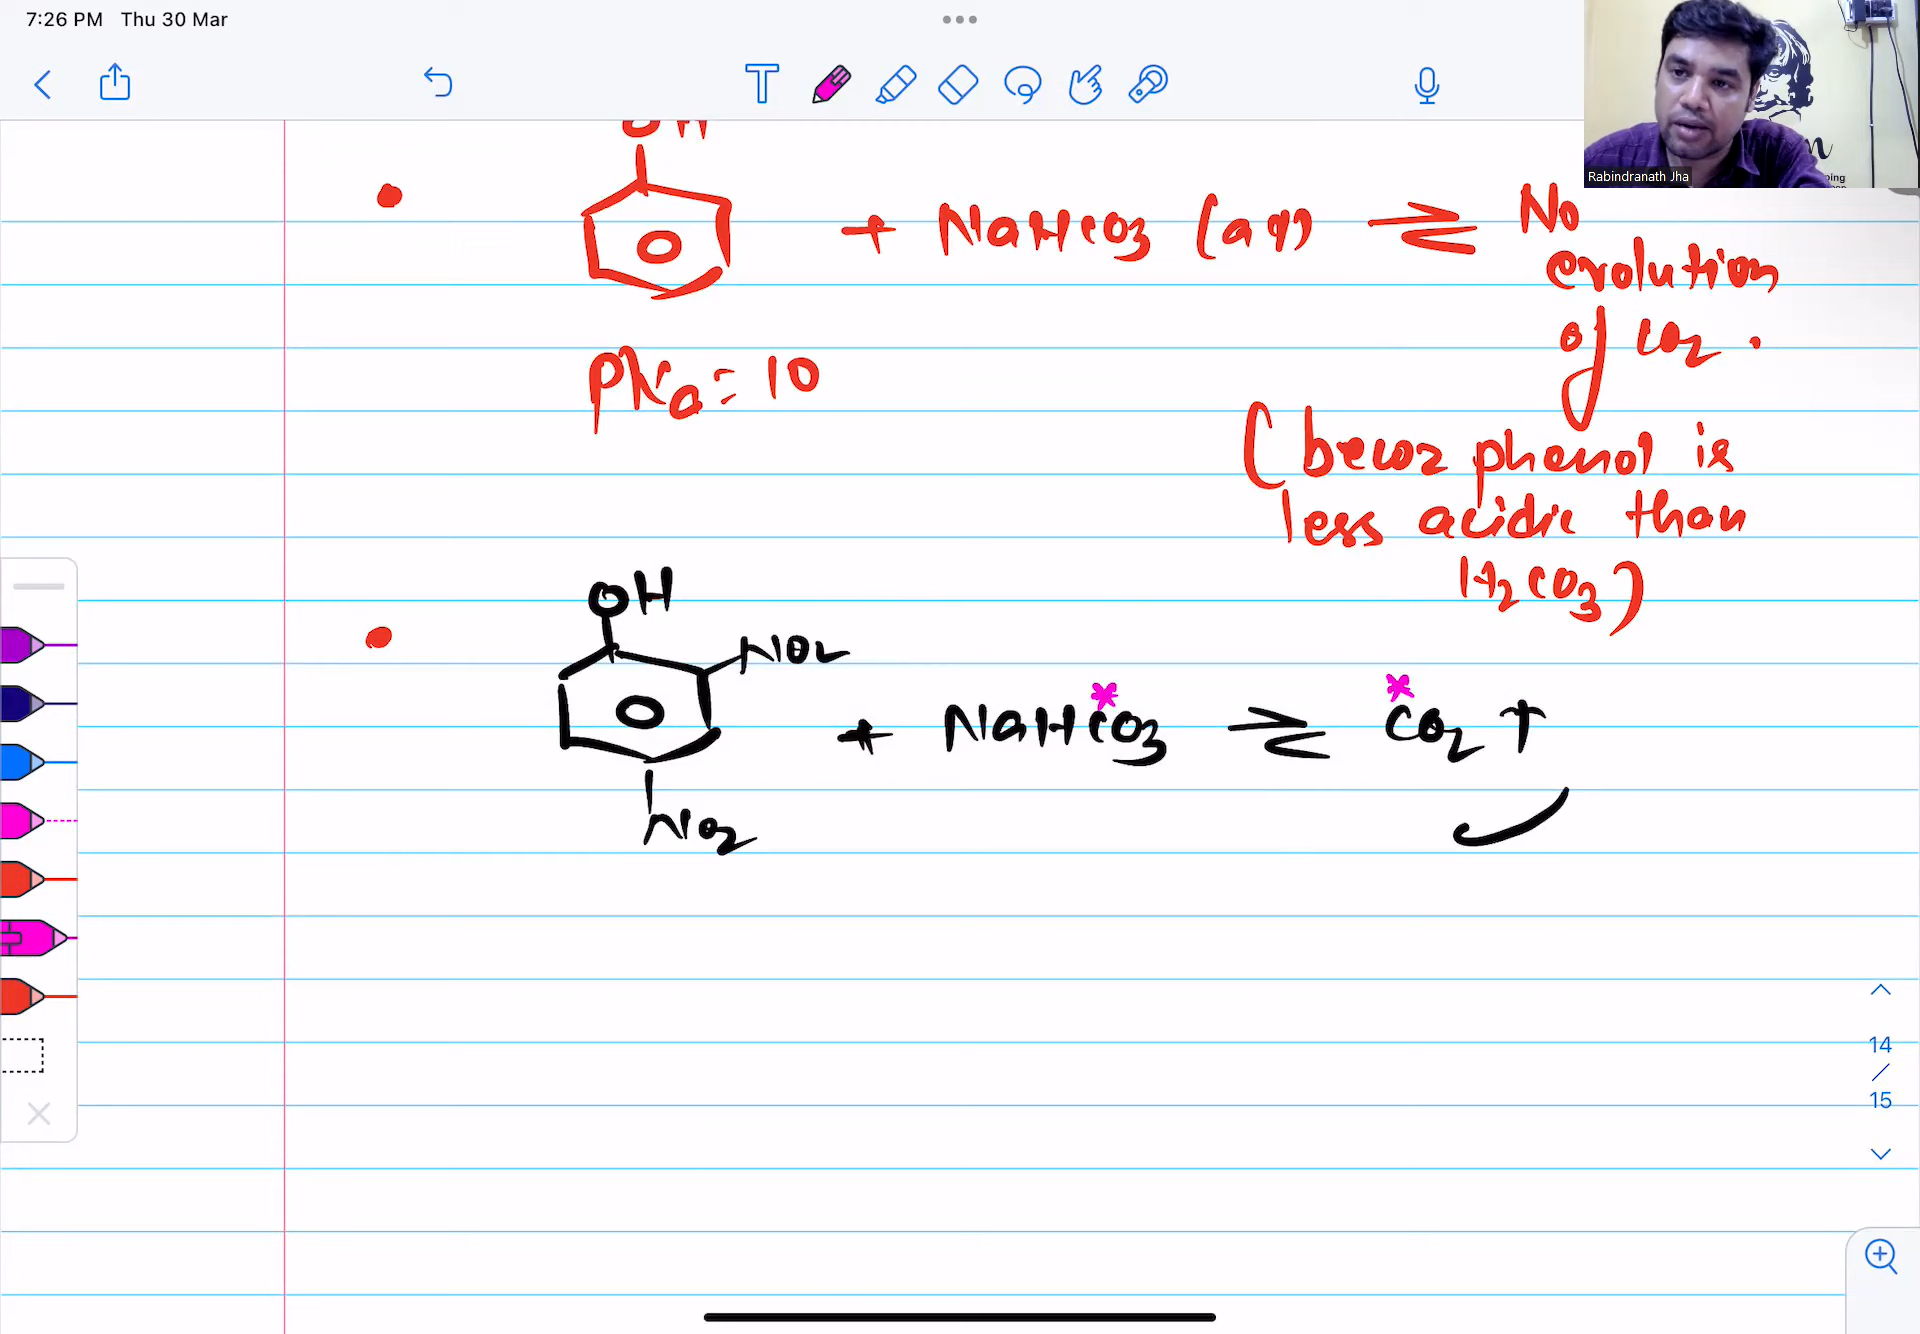 7:26 PM Thu 30 Mar
Rabindranath Jha
OH
+ NaHCO3 (aq) ⇌ No
evolution
of CO2 .
PKa = 10
( becoz phenol is
less acidic than
H2CO3 )
OH
NO2
+ NaHCO3 ⇌ CO2 ↑
NO2
14
/
15